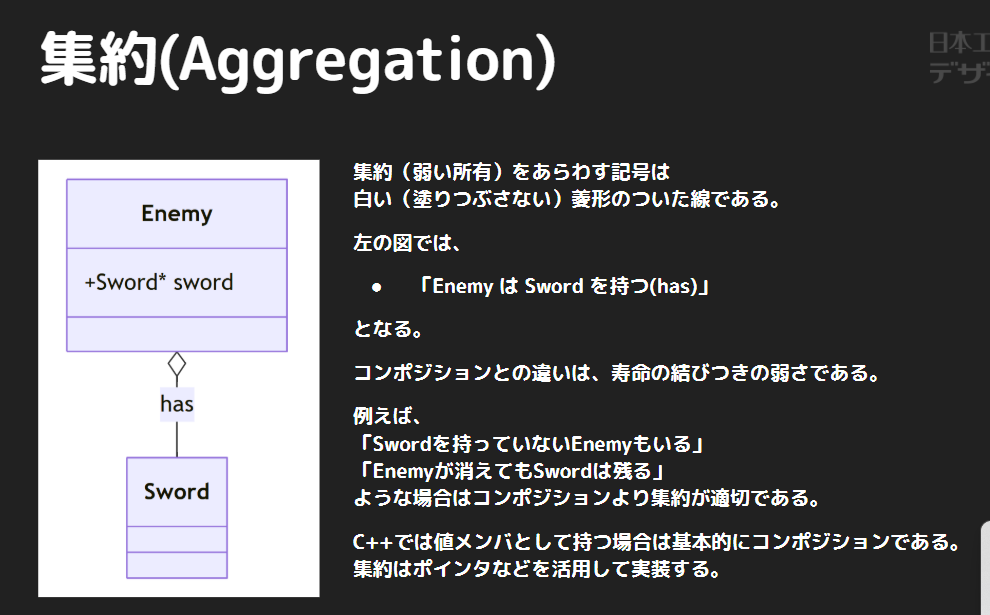 集約(Aggregation)
日本工
デザ
Enemy
+Sword* sword
has
Sword
集約（弱い所有）をあらわす記号は
白い（塗りつぶさない）菱形のついた線である。
左の図では、
● 「Enemy は Sword を持つ(has)」
となる。
コンポジションとの違いは、寿命の結びつきの弱さである。
例えば、
「Swordを持っていないEnemyもいる」
「Enemyが消えてもSwordは残る」
ような場合はコンポジションより集約が適切である。
C++では値メンバとして持つ場合は基本的にコンポジションである。
集約はポインタなどを活用して実装する。